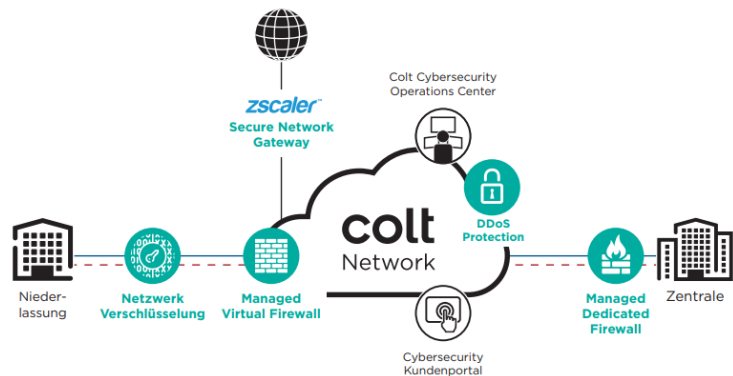 Colt Cybersecurity
Operations Center
zscaler™
Secure Network
Gateway
DDoS
Protection
colt
Network
Nieder-
lassung
Netzwerk
Verschlüsselung
Managed
Virtual Firewall
Managed
Dedicated
Firewall
Zentrale
Cybersecurity
Kundenportal